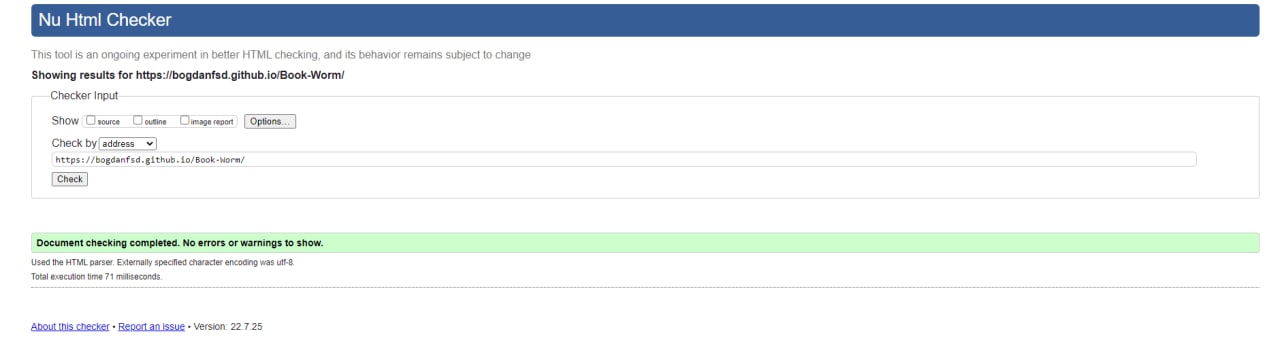 Nu Html Checker
This tool is an ongoing experiment in better HTML checking, and its behavior remains subject to change
Showing results for https://bogdanfsd.github.io/Book-Worm/
Checker Input
Show source outline image report Options...
Check by address
https://bogdanfsd.github.io/Book-Worm/
Check
Document checking completed. No errors or warnings to show.
Used the HTML parser. Externally specified character encoding was utf-8.
Total execution time 71 milliseconds.
About this checker • Report an issue • Version: 22.7.25